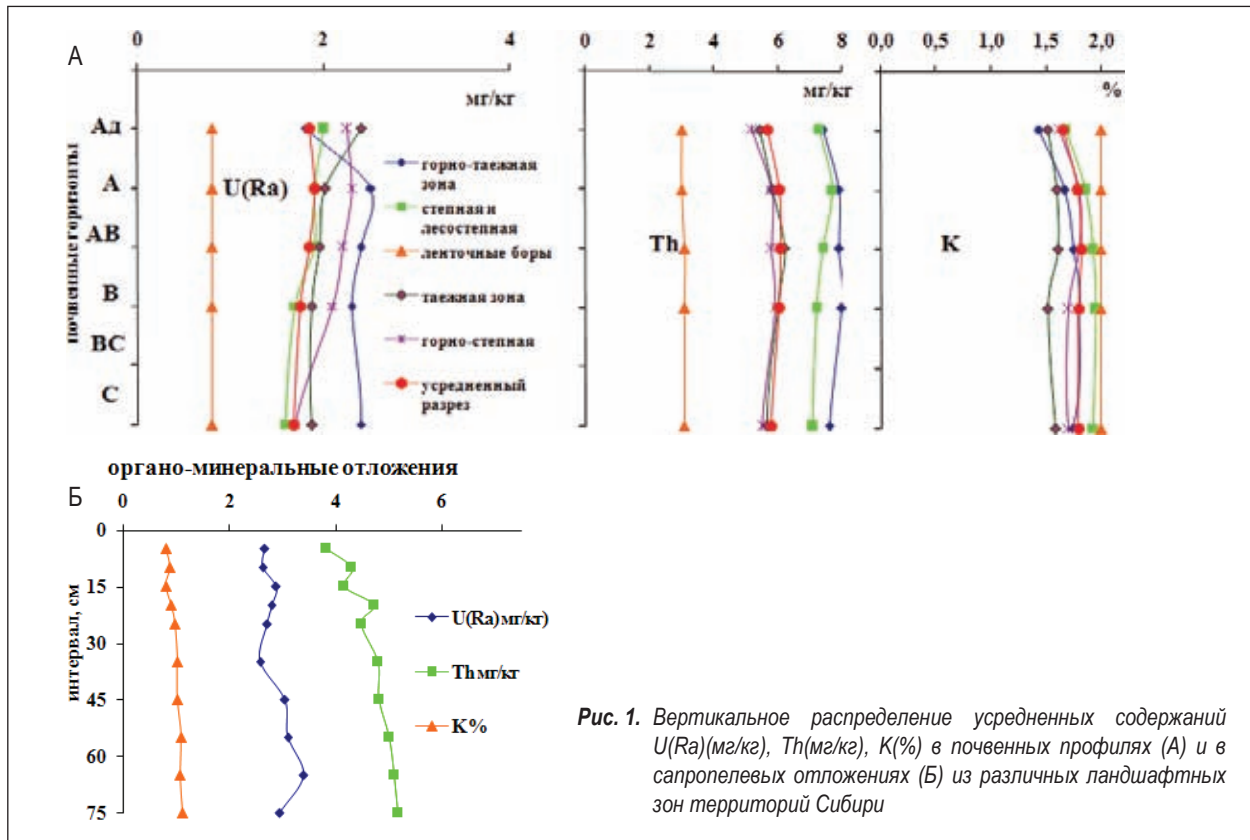 А
0 2 4
мг/кг
0 2 4 6 8
мг/кг
0,0 0,5 1,0 1,5 2,0
%
почвенные горизонты
Ад
А
АВ
В
ВС
С
U(Ra)
горно-таежная
зона
степная и
лесостепная
ленточные боры
таежная зона
горно-степная
усредненный
разрез
Th
K
органо-минеральные отложения
Б
0 2 4 6
интервал, см
0
15
30
45
60
75
U(Ra)мг/кг)
Th мг/кг
K%
Рис. 1. Вертикальное распределение усредненных содержаний
U(Ra)(мг/кг), Th(мг/кг), K(%) в почвенных профилях (А) и в
сапропелевых отложениях (Б) из различных ландшафтных
зон территорий Сибири